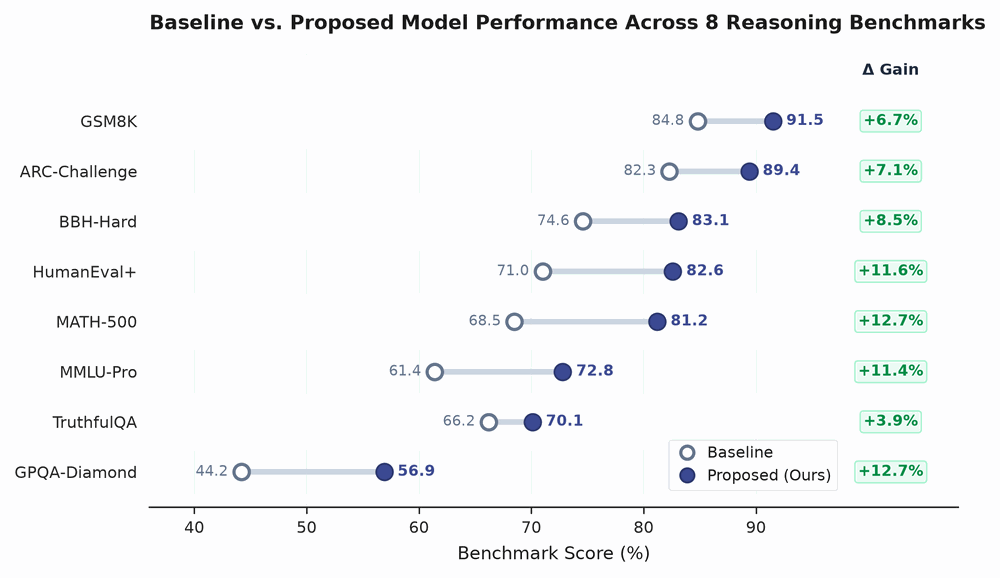 Baseline vs. Proposed Model Performance Across 8 Reasoning Benchmarks
Δ Gain
GSM8K 84.8 91.5 +6.7%
ARC-Challenge 82.3 89.4 +7.1%
BBH-Hard 74.6 83.1 +8.5%
HumanEval+ 71.0 82.6 +11.6%
MATH-500 68.5 81.2 +12.7%
MMLU-Pro 61.4 72.8 +11.4%
TruthfulQA 66.2 70.1 +3.9%
GPQA-Diamond 44.2 56.9 +12.7%
Baseline
Proposed (Ours)
40 50 60 70 80 90
Benchmark Score (%)